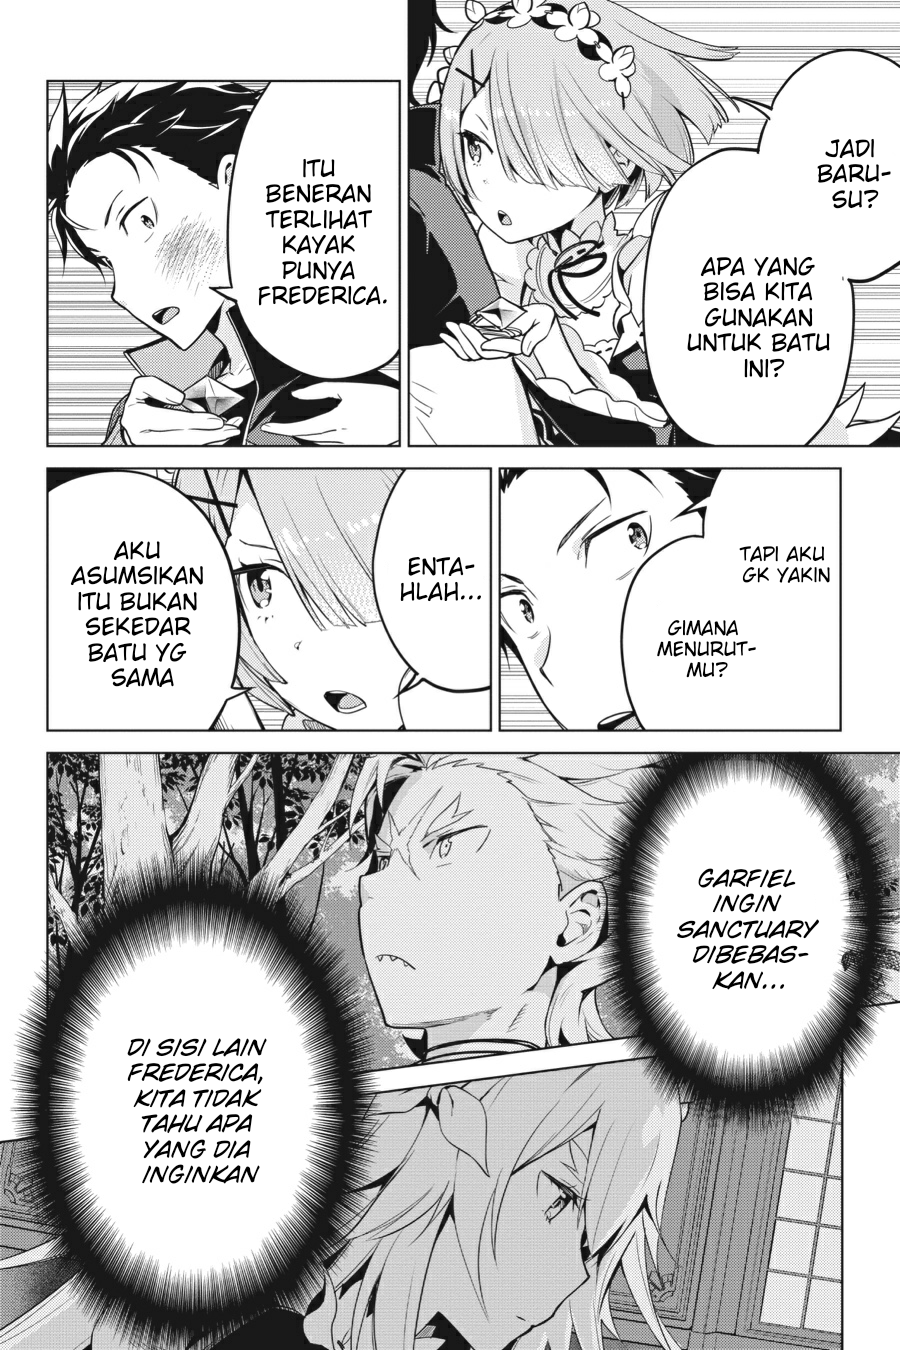 JADI
BARU-
SU?
APA YANG
BISA KITA
GUNAKAN
UNTUK BATU
INI?
ITU
BENERAN
TERLIHAT
KAYAK
PUNYA
FREDERICA.
TAPI AKU
GK YAKIN
GIMANA
MENURUT-
MU?
ENTA-
HLAH...
AKU
ASUMSIKAN
ITU BUKAN
SEKEDAR
BATU YG
SAMA
GARFIEL
INGIN
SANCTUARY
DIBEBAS-
KAN...
DI SISI LAIN
FREDERICA,
KITA TIDAK
TAHU APA
YANG DIA
INGINKAN